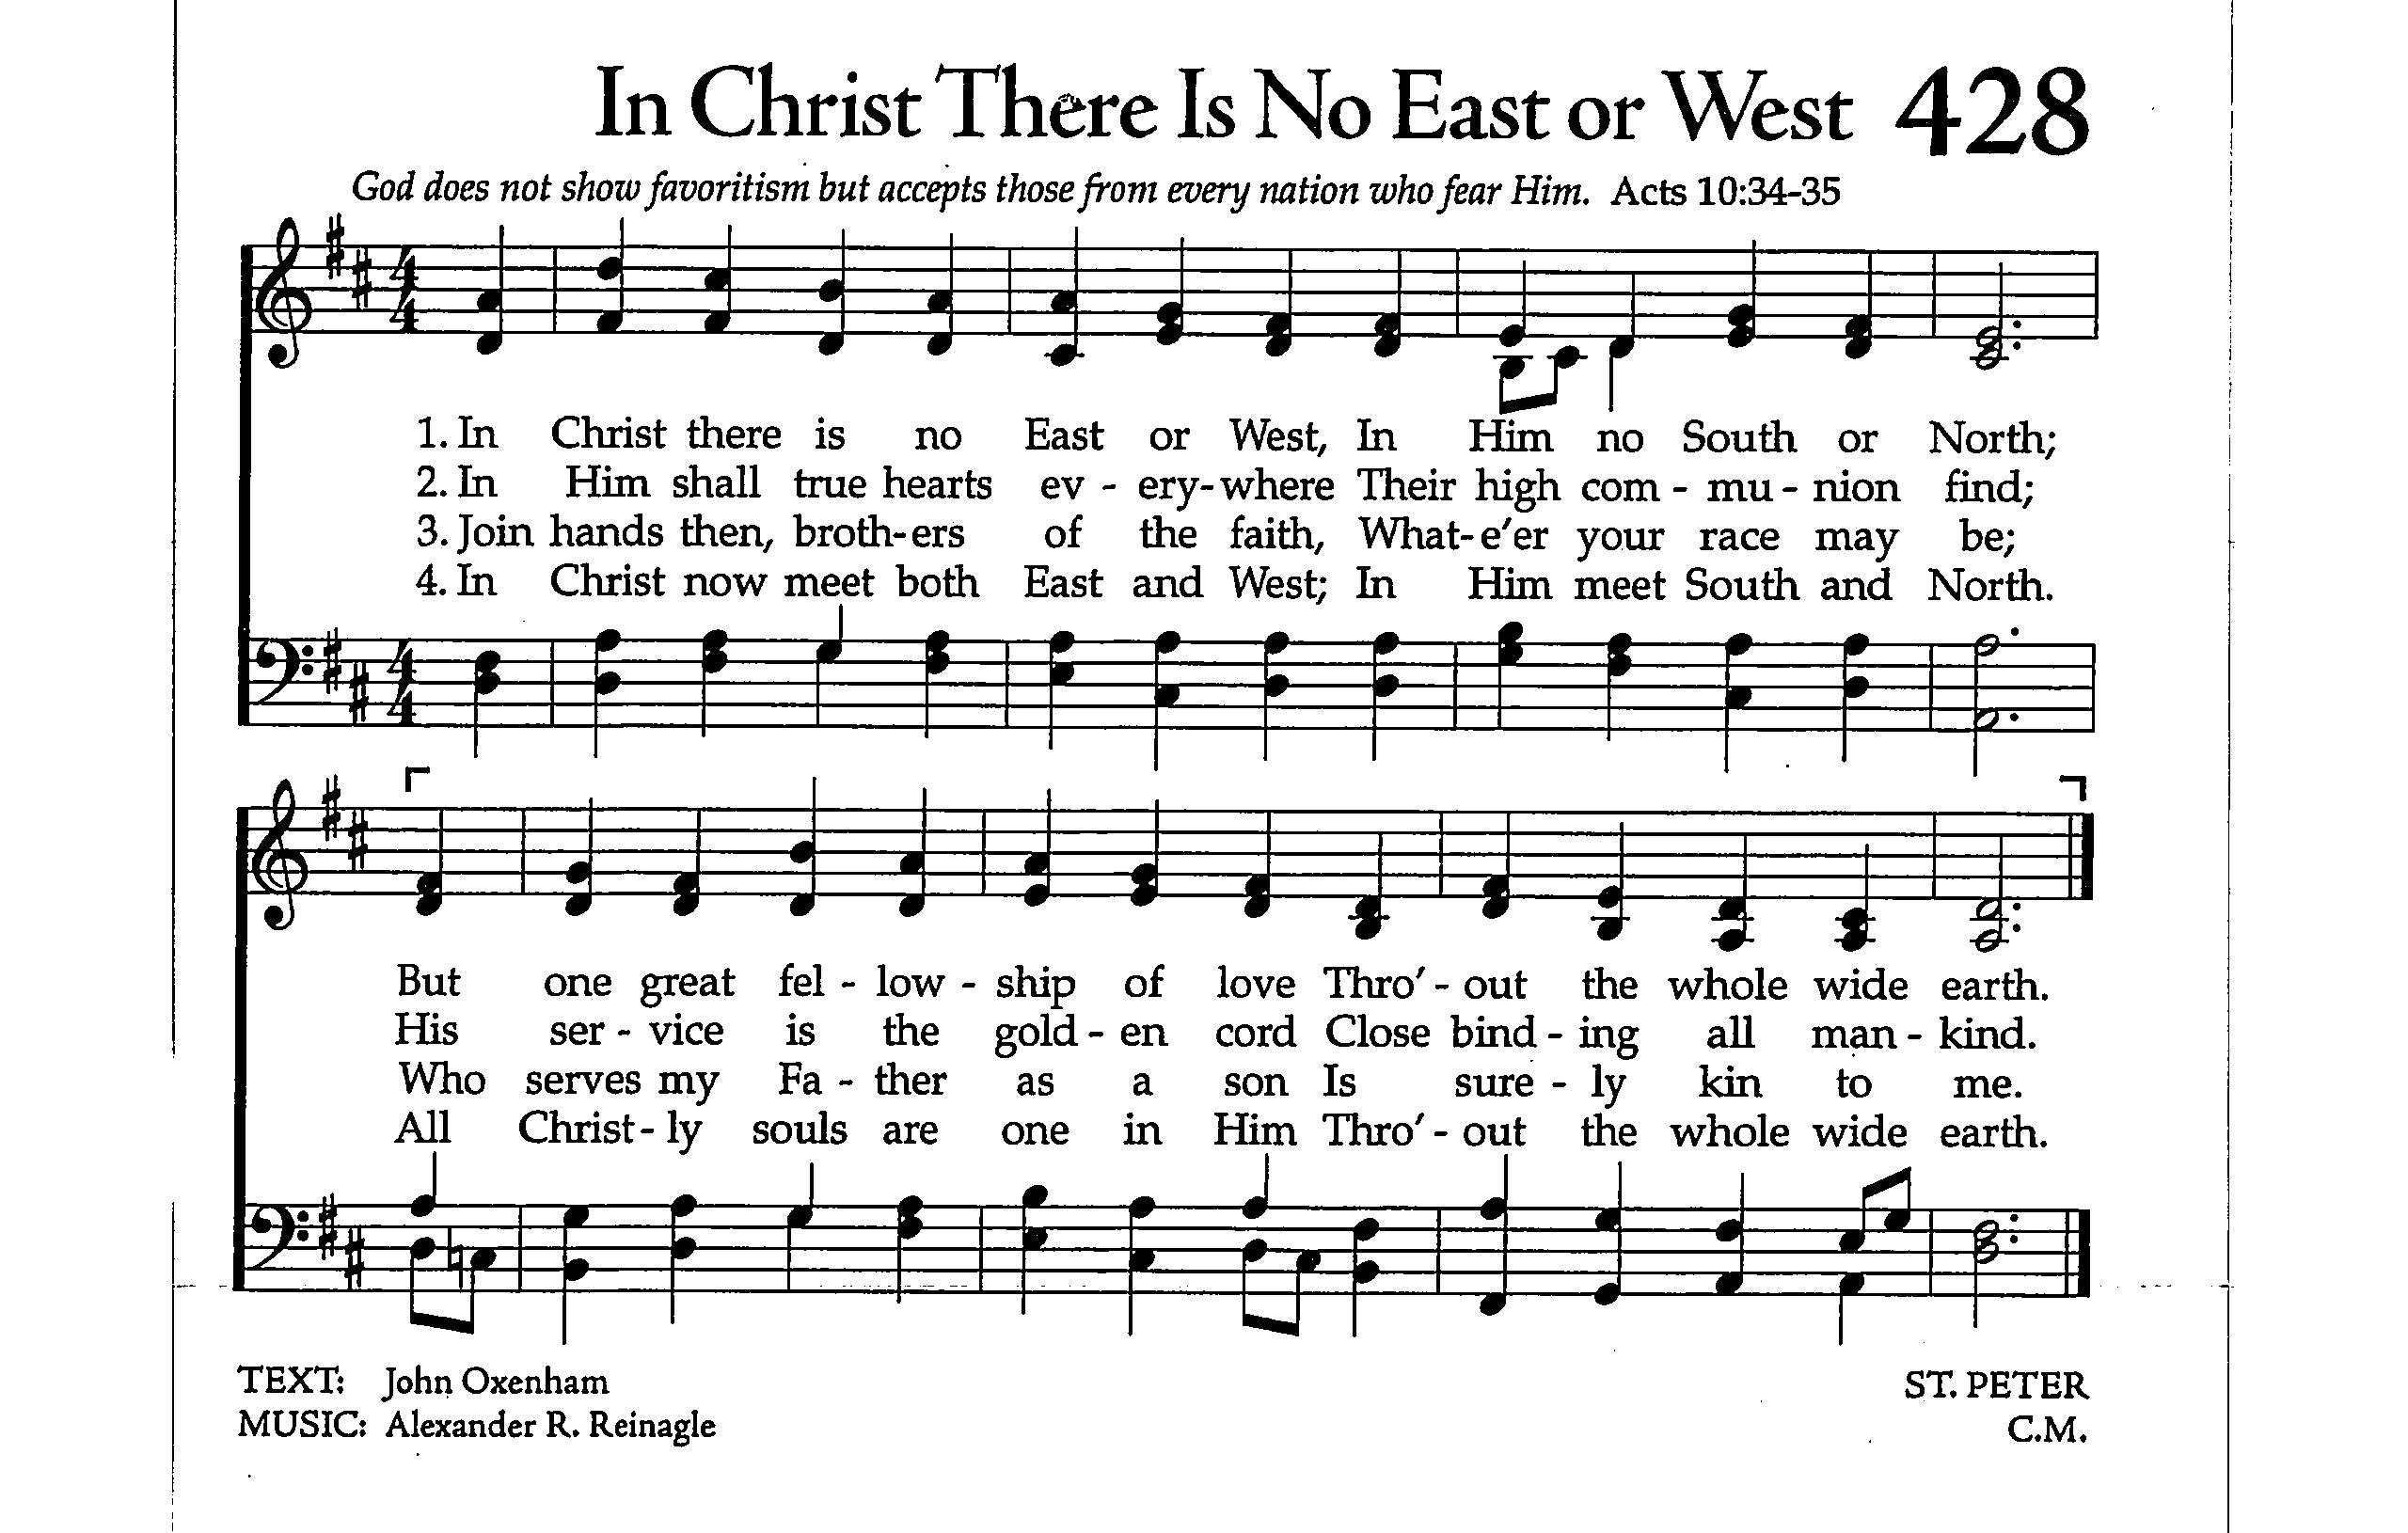 In Christ There Is No East or West 428
God does not show favoritism but accepts those from every nation who fear Him. Acts 10:34-35
1. In Christ there is no East or West, In Him no South or North;
2. In Him shall true hearts ev - ery-where Their high com - mu - nion find;
3. Join hands then, broth-ers of the faith, What-e'er your race may be;
4. In Christ now meet both East and West; In Him meet South and North.
But one great fel - low - ship of love Thro' - out the whole wide earth.
His ser - vice is the gold - en cord Close bind - ing all man - kind.
Who serves my Fa - ther as a son Is sure - ly kin to me.
All Christ - ly souls are one in Him Thro' - out the whole wide earth.
TEXT: John Oxenham ST. PETER
MUSIC: Alexander R. Reinagle C.M.